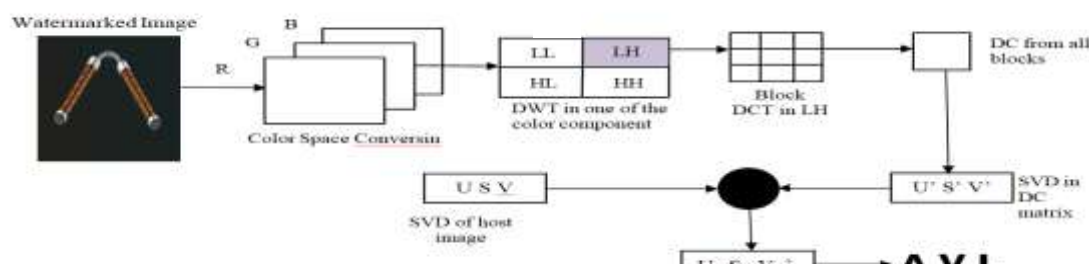 Watermarked Image
R
G
B
Color Space Conversin
LL
LH
HL
HH
DWT in one of the
color component
Block
DCT in LH
DC from all
blocks
U S V
SVD of host
image
U' S' V'
SVD in
DC
matrix